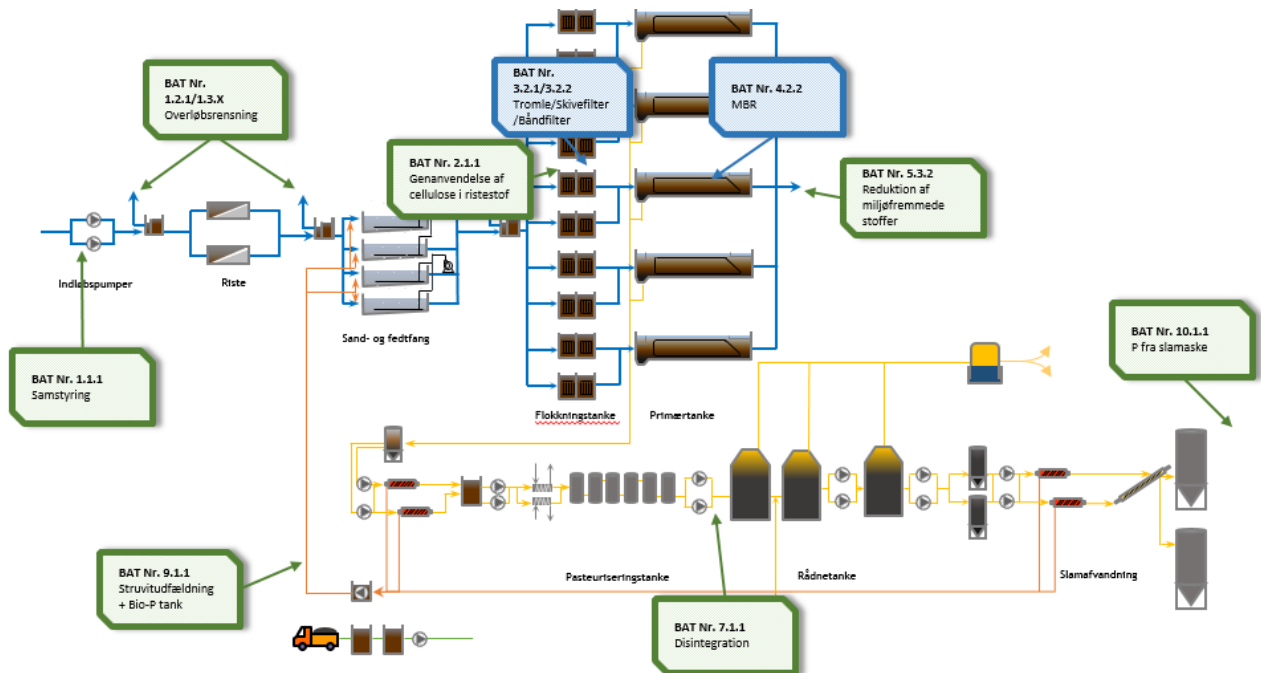 BAT Nr.
1.2.1/1.3.X
Overløbsrensning
BAT Nr.
3.2.1/3.2.2
Tromle/Skivefilter
/Båndfilter
BAT Nr. 4.2.2
MBR
BAT Nr. 2.1.1
Genanvendelse af
cellulose i ristestof
BAT Nr. 5.3.2
Reduktion af
miljøfremmede
stoffer
Indløbspumper
Riste
Sand- og fedtfang
BAT Nr. 1.1.1
Samstyring
BAT Nr. 10.1.1
P fra slamaske
Flokkningstanke
Primærtanke
BAT Nr. 9.1.1
Struvitudfældning
+ Bio-P tank
Pasteuriseringstanke
Rådnetanke
Slamafvanding
BAT Nr. 7.1.1
Disintegration